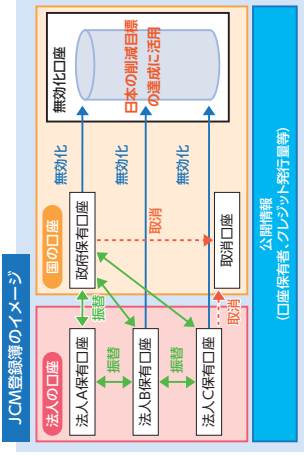 JCM登録簿のイメージ
法人の口座
国の口座
法人A保有口座
振替
政府保有口座
無効化
無効化口座
振替
法人B保有口座
無効化
日本の削減目標
の達成に活用
振替
取消
法人C保有口座
無効化
取消
取消口座
公開情報
(口座保有者、クレジット発行量等)